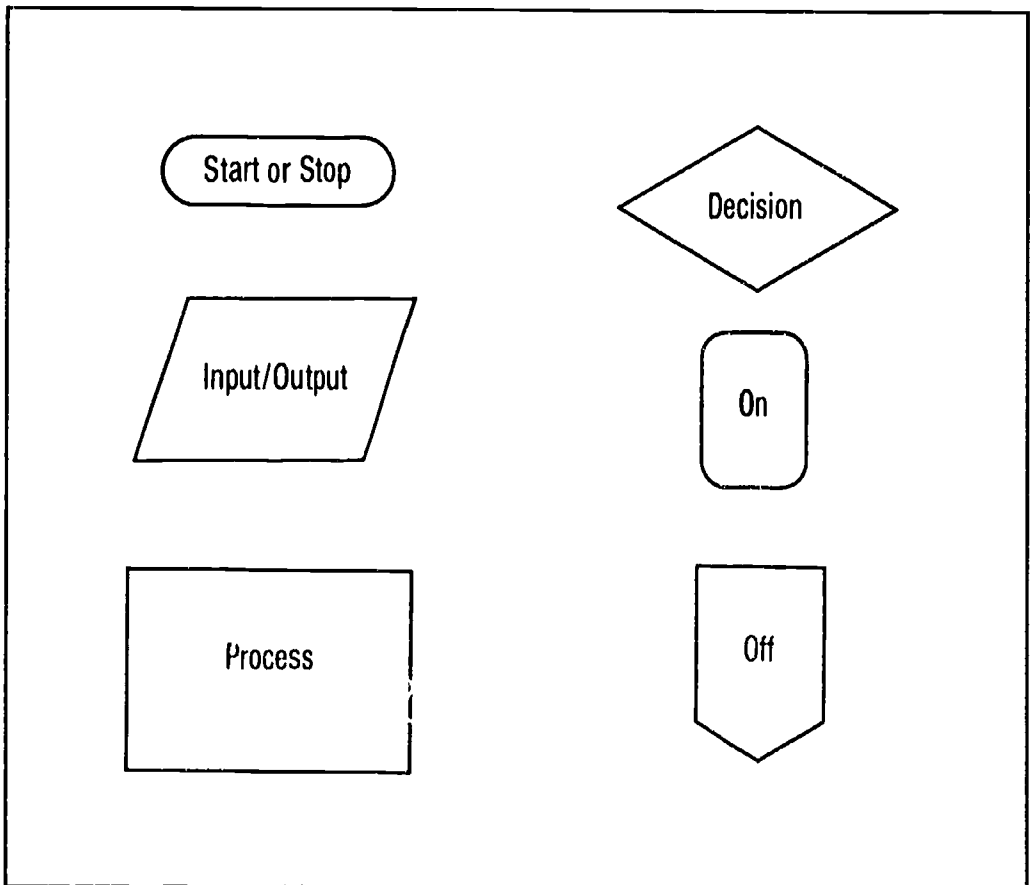 Start or Stop
Decision
Input/Output
On
Process
Off